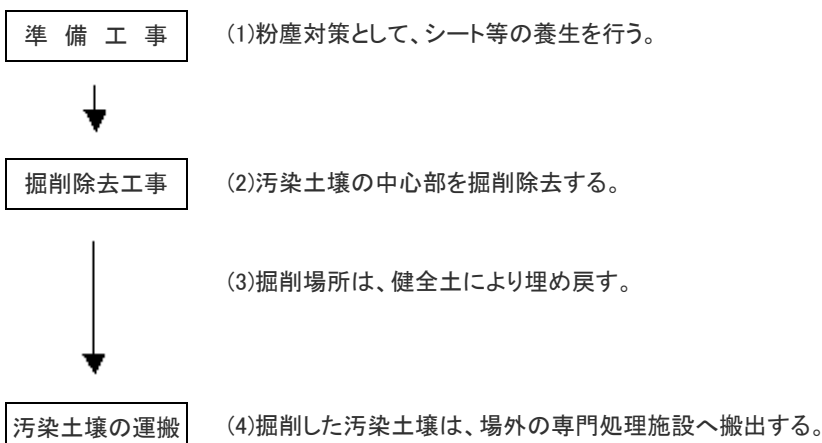 準 備 工 事
(1)粉塵対策として、シート等の養生を行う。
掘削除去工事
(2)汚染土壌の中心部を掘削除去する。
(3)掘削場所は、健全土により埋め戻す。
汚染土壌の運搬
(4)掘削した汚染土壌は、場外の専門処理施設へ搬出する。